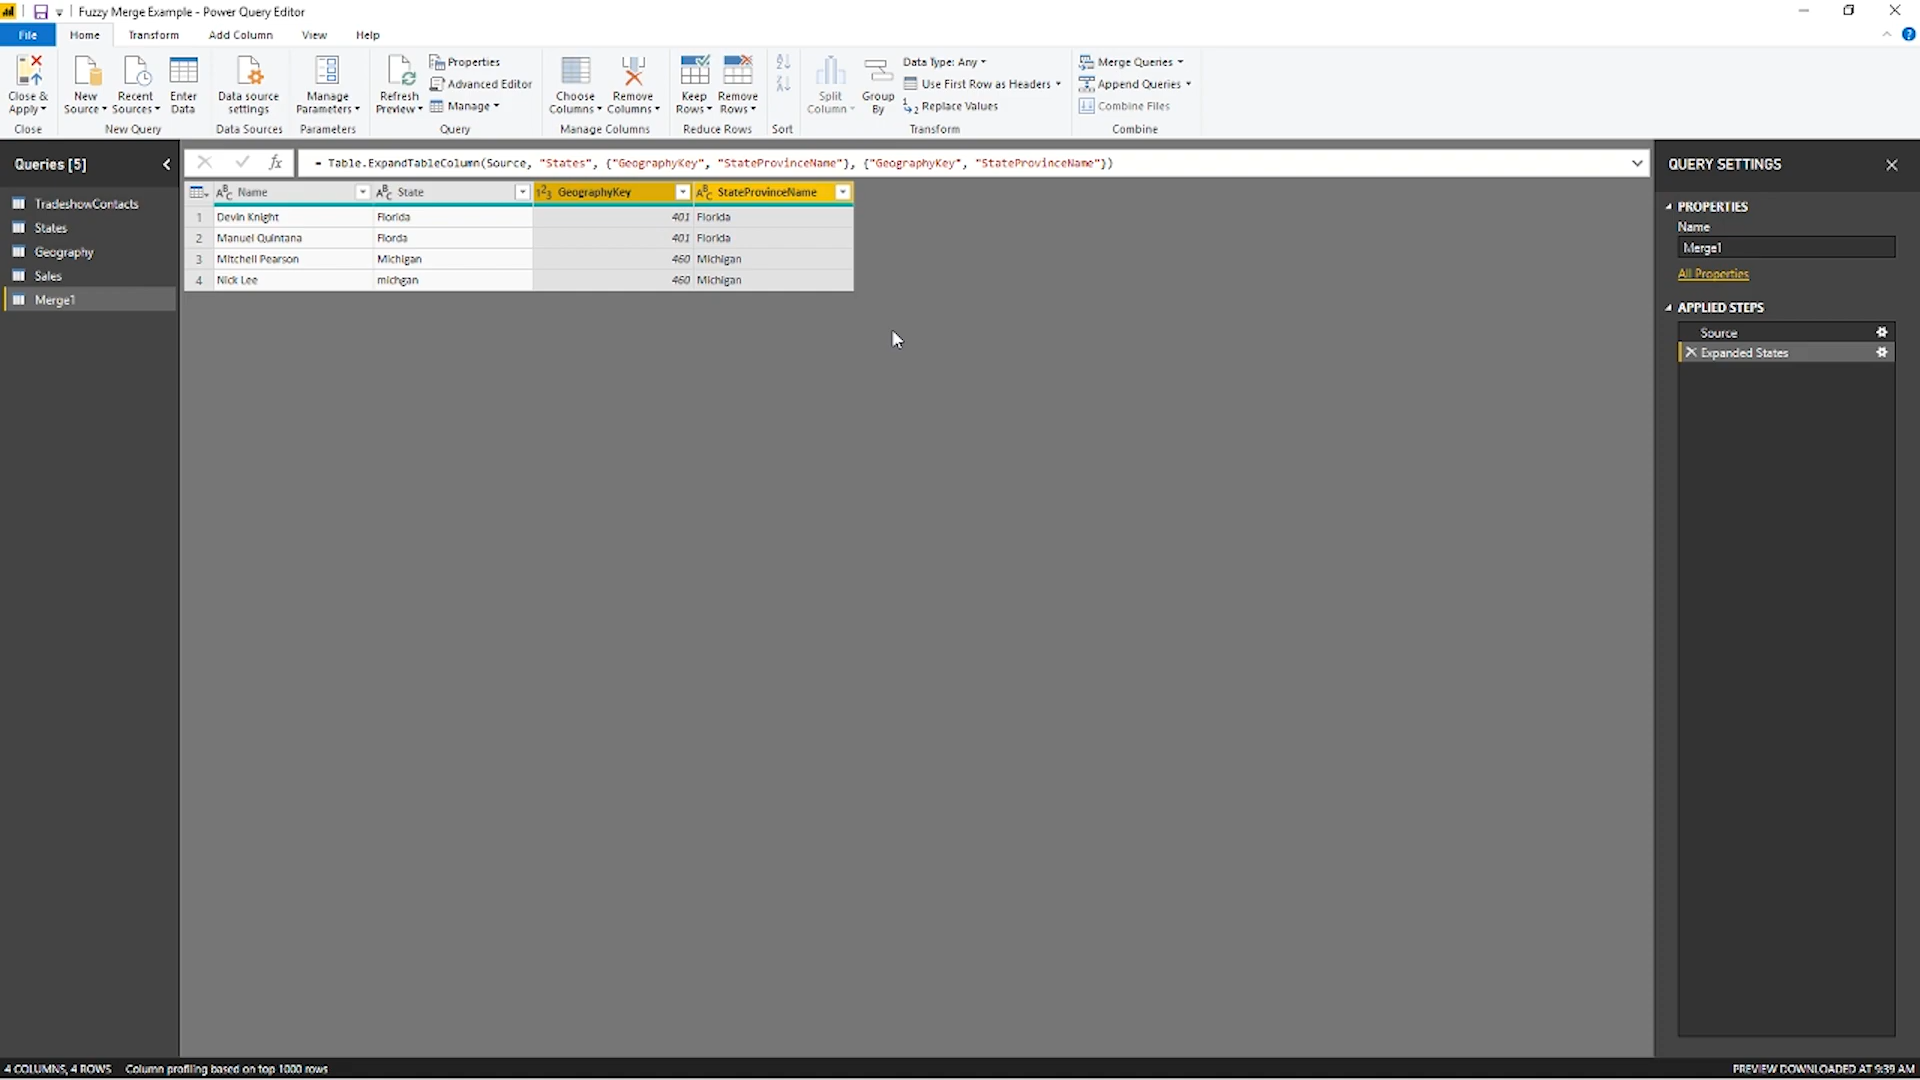 Fuzzy Merge Example - Power Query Editor
File Home Transform Add Column View Help
Close & Apply
New Source
Recent Sources
Enter Data
Data source settings
Manage Parameters
Refresh Preview
Properties
Advanced Editor
Manage
Choose Columns
Remove Columns
Keep Rows
Remove Rows
Split Column
Group By
Data Type: Any
Use First Row as Headers
Replace Values
Merge Queries
Append Queries
Combine Files
Close New Query Data Sources Parameters Query Manage Columns Reduce Rows Sort Transform Combine
Queries [5]
TradeshowContacts
States
Geography
Sales
Merge1
fx = Table.ExpandTableColumn(Source, "States", {"GeographyKey", "StateProvinceName"}, {"GeographyKey", "StateProvinceName"})
ABC Name ABC State 123 GeographyKey ABC StateProvinceName
1 Devin Knight Florida 401 Florida
2 Manuel Quintana Florda 401 Florida
3 Mitchell Pearson Michigan 460 Michigan
4 Nick Lee michgan 460 Michigan
QUERY SETTINGS
PROPERTIES
Name
Merge1
All Properties
APPLIED STEPS
Source
Expanded States
4 COLUMNS, 4 ROWS Column profiling based on top 1000 rows
PREVIEW DOWNLOADED AT 9:39 AM